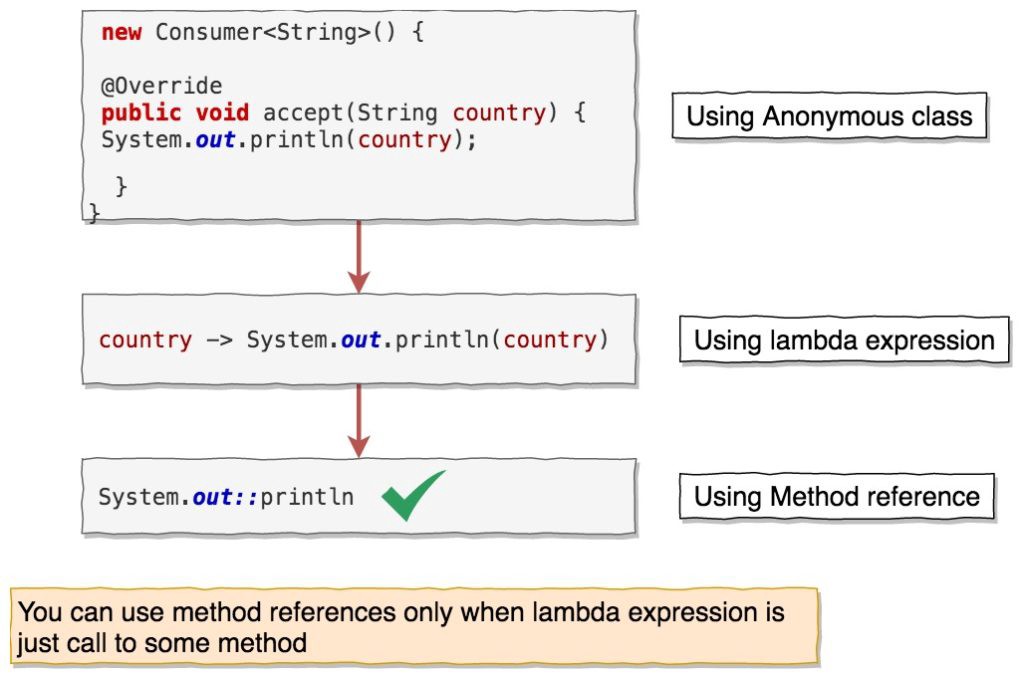 new Consumer<String>() {
@Override
public void accept(String country) {
System.out.println(country);
}
}
Using Anonymous class
country -> System.out.println(country)
Using lambda expression
System.out::println
Using Method reference
You can use method references only when lambda expression is
just call to some method